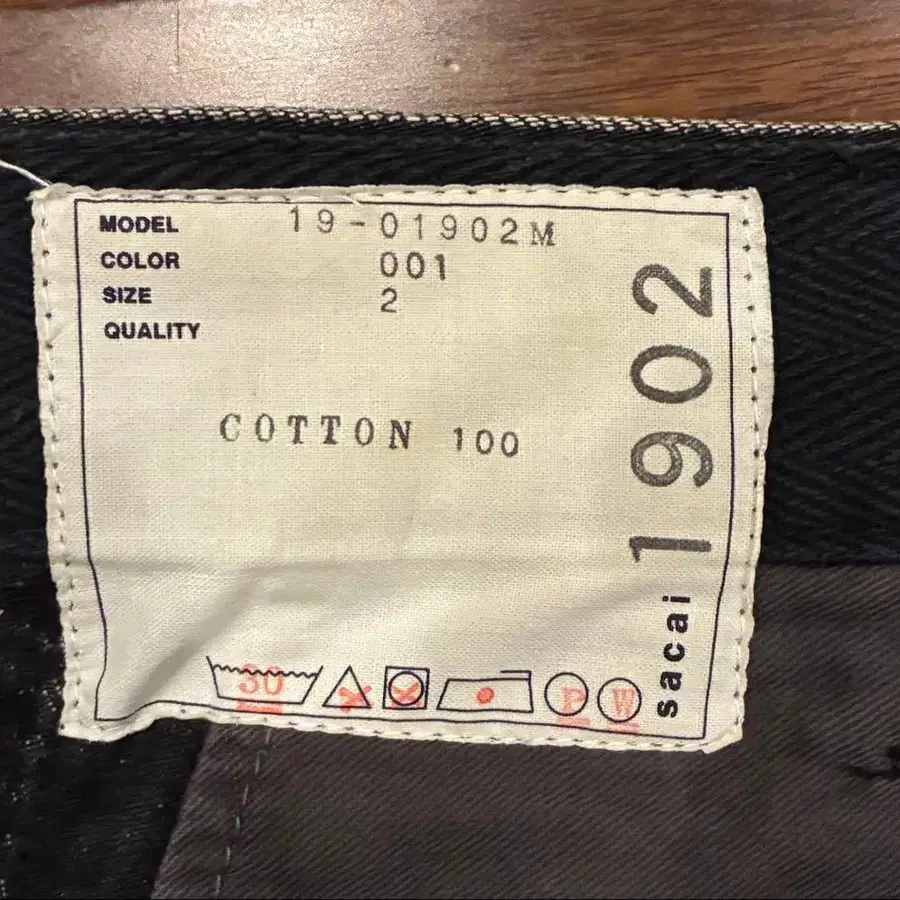 MODEL 19-01902M
COLOR 001
SIZE 2
QUALITY
COTTON 100
sacai 1902
30
P W